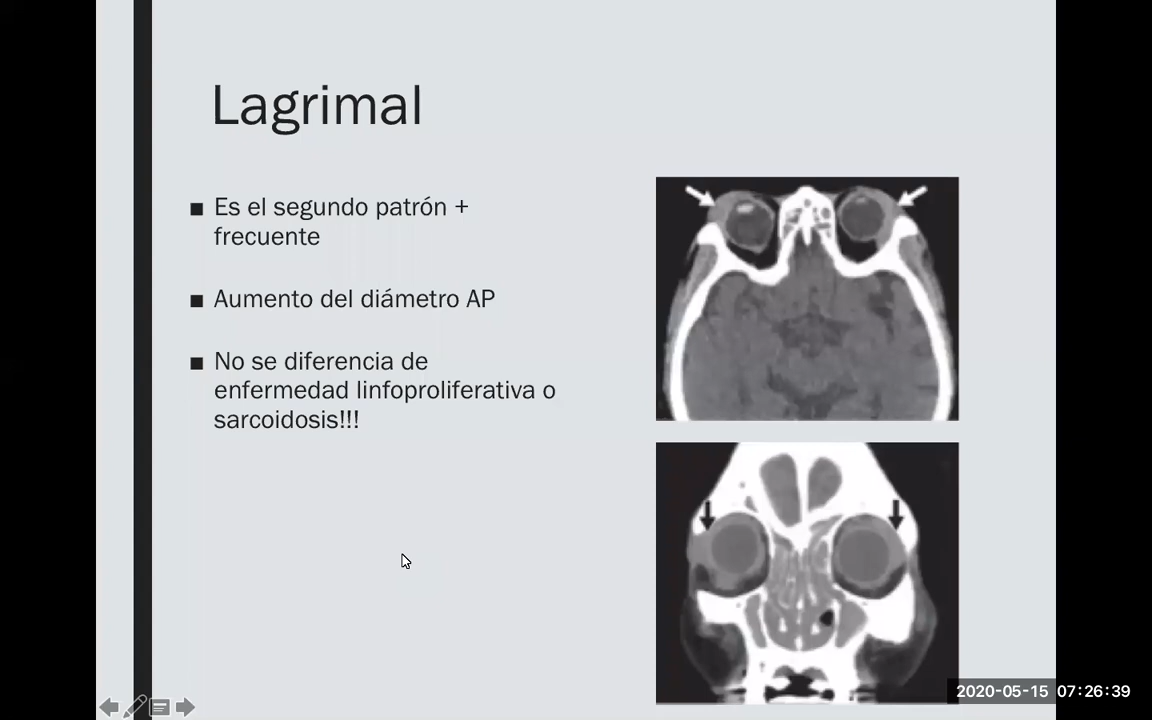 Lagrimal
▪ Es el segundo patrón +
frecuente
▪ Aumento del diámetro AP
▪ No se diferencia de
enfermedad linfoproliferativa o
sarcoidosis!!!
2020-05-15 07:26:39